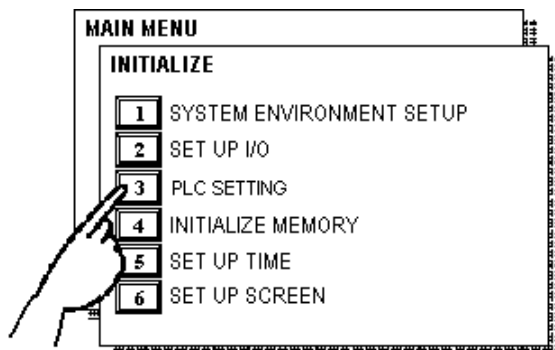 MAIN MENU
INITIALIZE
1 SYSTEM ENVIRONMENT SETUP
2 SET UP I/O
3 PLC SETTING
4 INITIALIZE MEMORY
5 SET UP TIME
6 SET UP SCREEN